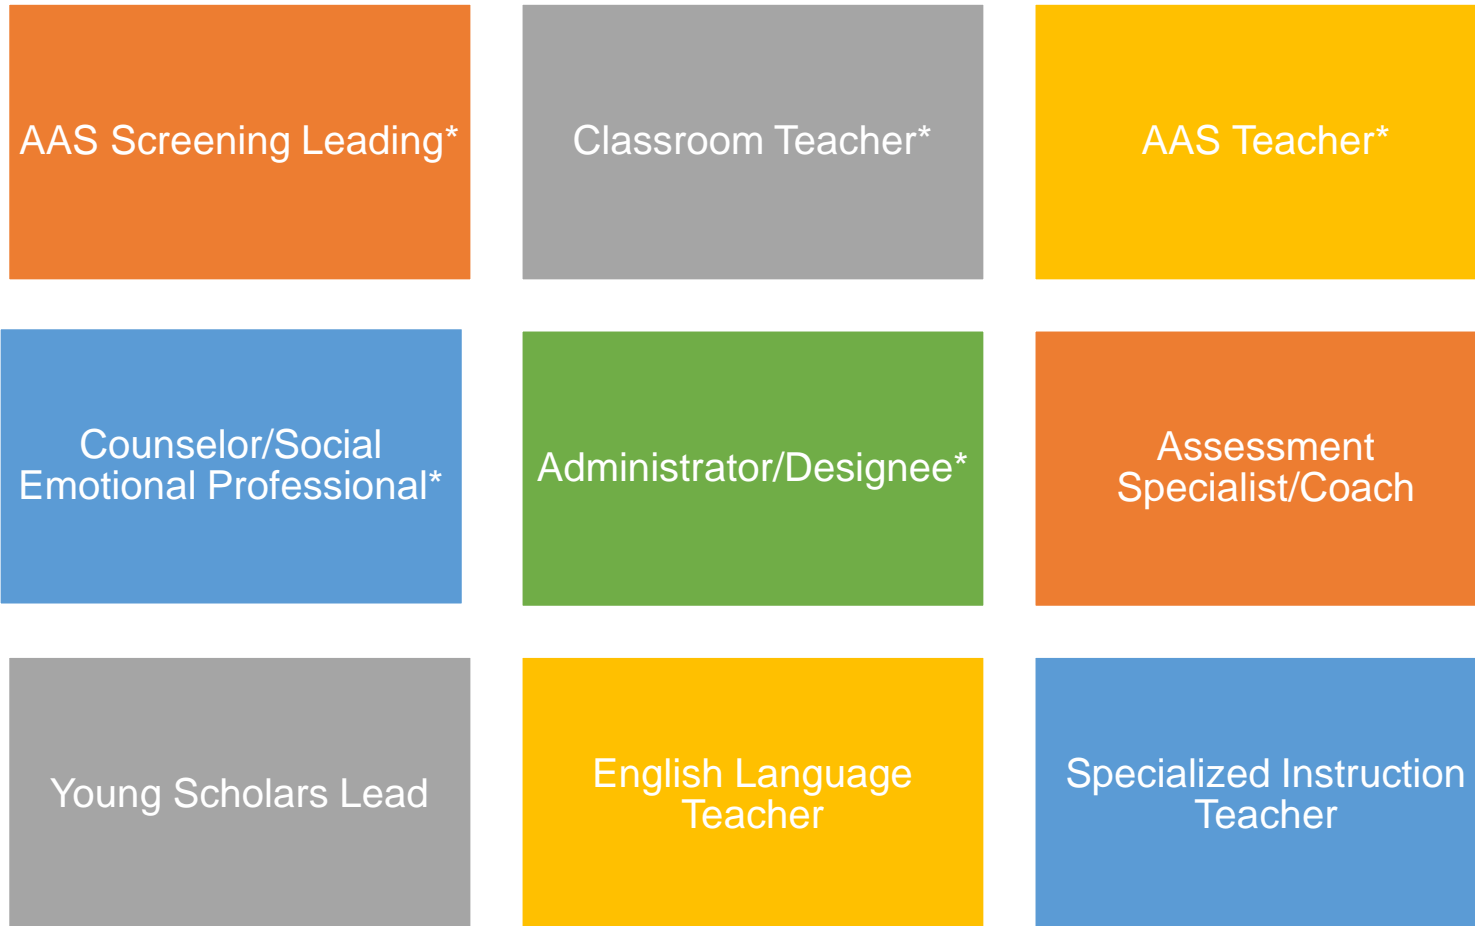 AAS Screening Leading*
Classroom Teacher*
AAS Teacher*
Counselor/Social
Emotional Professional*
Administrator/Designee*
Assessment
Specialist/Coach
Young Scholars Lead
English Language
Teacher
Specialized Instruction
Teacher